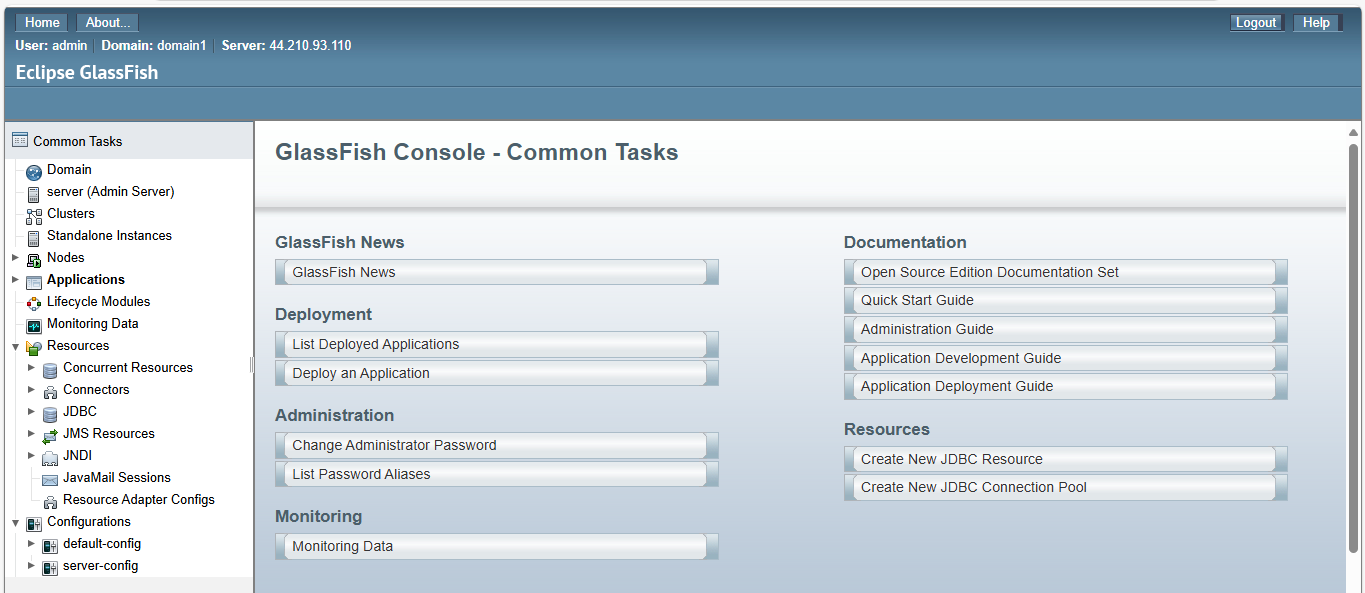 Home About... Logout Help
User: admin Domain: domain1 Server: 44.210.93.110
Eclipse GlassFish
Common Tasks
Domain
server (Admin Server)
Clusters
Standalone Instances
Nodes
Applications
Lifecycle Modules
Monitoring Data
Resources
Concurrent Resources
Connectors
JDBC
JMS Resources
JNDI
JavaMail Sessions
Resource Adapter Configs
Configurations
default-config
server-config
GlassFish Console - Common Tasks
GlassFish News
GlassFish News
Deployment
List Deployed Applications
Deploy an Application
Administration
Change Administrator Password
List Password Aliases
Monitoring
Monitoring Data
Documentation
Open Source Edition Documentation Set
Quick Start Guide
Administration Guide
Application Development Guide
Application Deployment Guide
Resources
Create New JDBC Resource
Create New JDBC Connection Pool